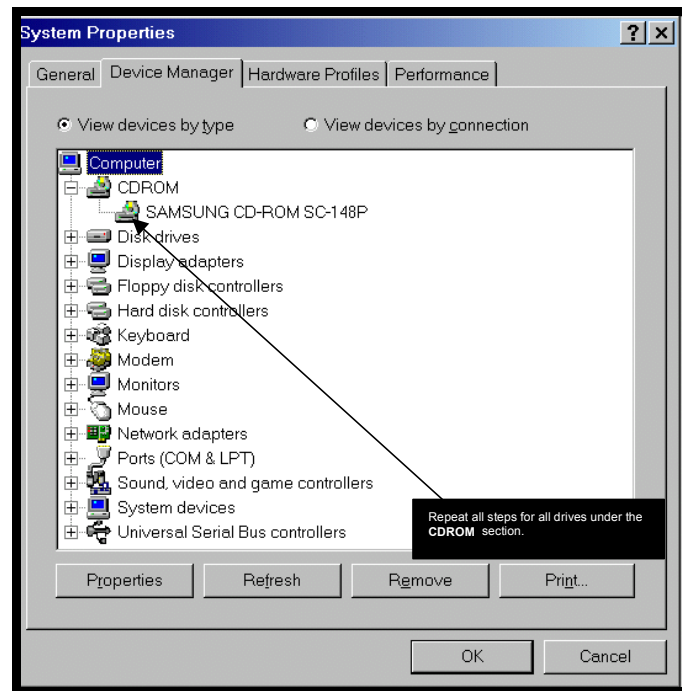 System Properties
? ×
General Device Manager Hardware Profiles Performance
View devices by type View devices by connection
Computer
CDROM
SAMSUNG CD-ROM SC-148P
Disk drives
Display adapters
Floppy disk controllers
Hard disk controllers
Keyboard
Modem
Monitors
Mouse
Network adapters
Ports (COM & LPT)
Sound, video and game controllers
System devices
Universal Serial Bus controllers
Repeat all steps for all drives under the
CDROM section.
Properties Refresh Remove Print...
OK Cancel